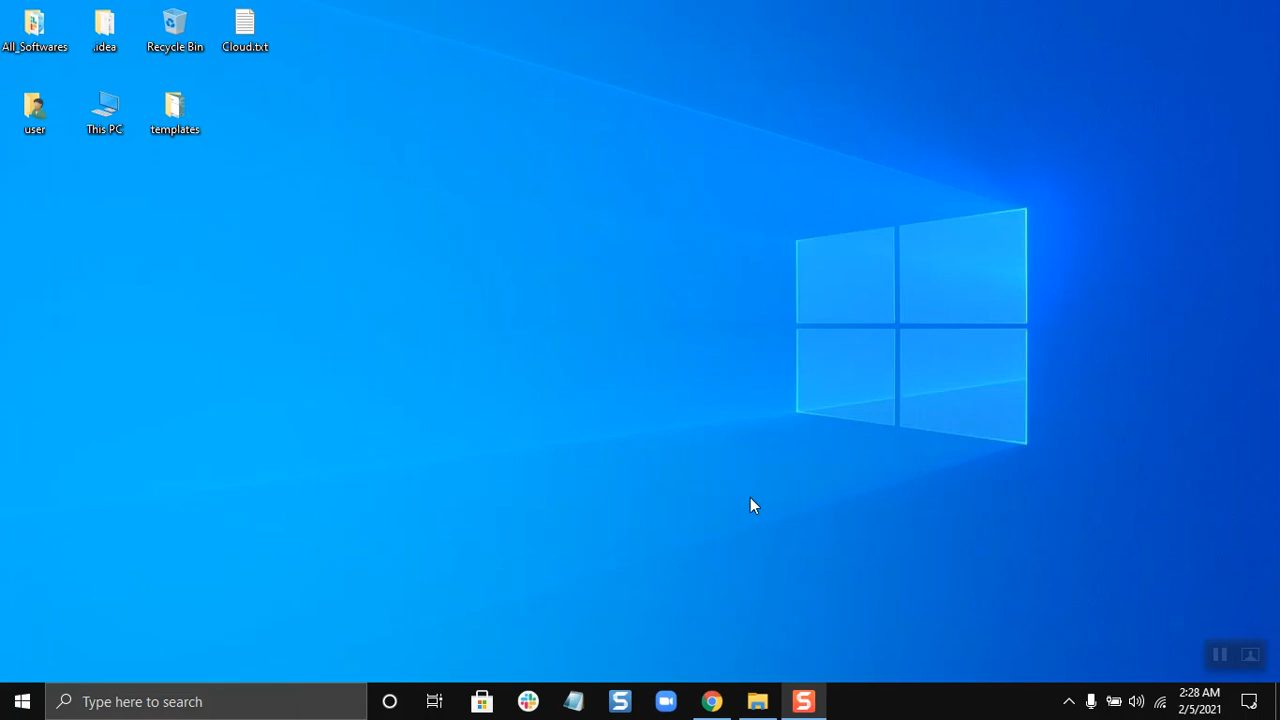 All_Softwares
.idea
Recycle Bin
Cloud.txt
user
This PC
templates
Type here to search
2:28 AM
2/5/2021